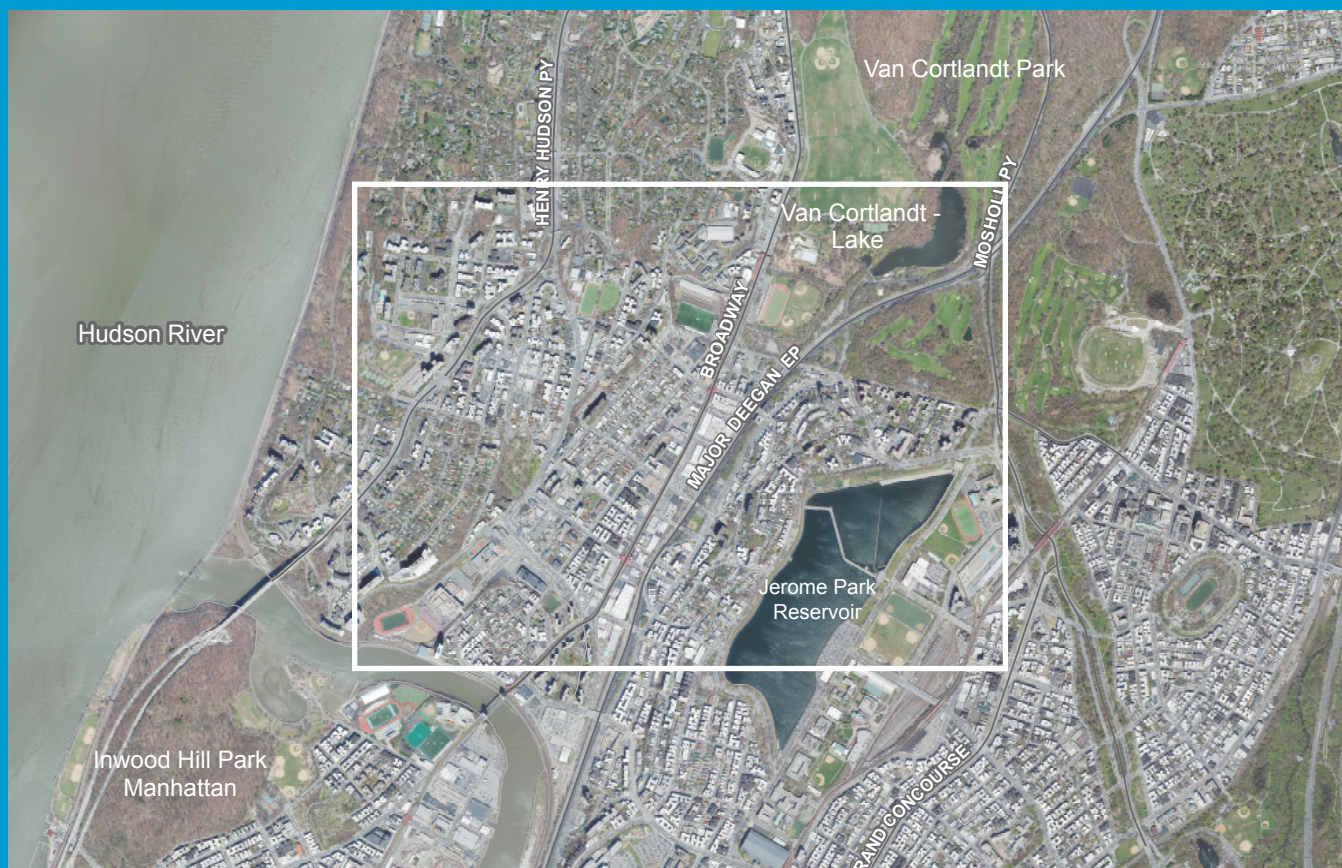 Van Cortlandt Park
HENRY HUDSON PY
MOSHOLU PY
Van Cortlandt -
Lake
BROADWAY
Hudson River
MAJOR DEEGAN EP
Jerome Park
Reservoir
Inwood Hill Park
Manhattan
GRAND CONCOURSE